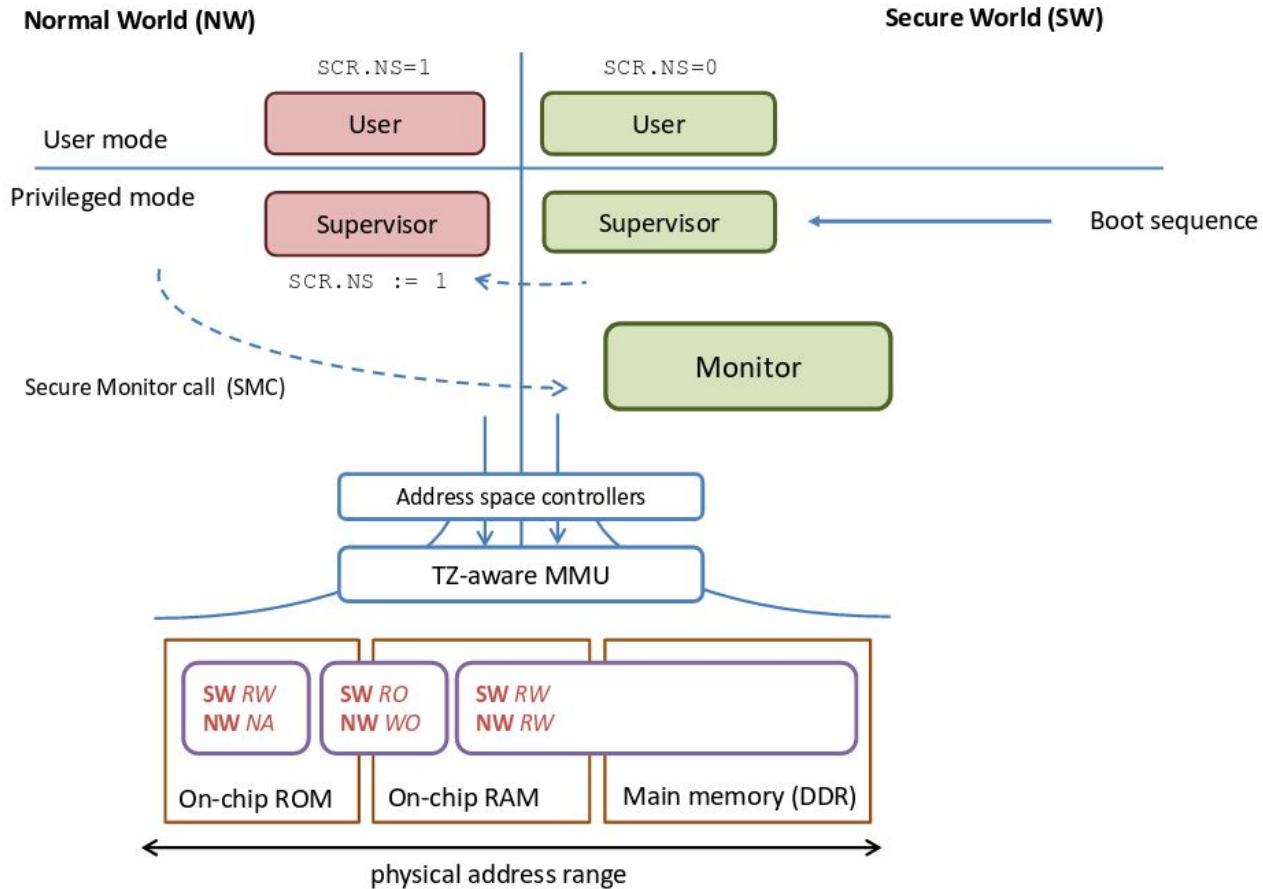 Normal World (NW)
Secure World (SW)
SCR.NS=1
SCR.NS=0
User
User
User mode
Privileged mode
Supervisor
Supervisor
Boot sequence
SCR.NS := 1
Monitor
Secure Monitor call (SMC)
Address space controllers
TZ-aware MMU
SW RW
NW NA
SW RO
NW WO
SW RW
NW RW
On-chip ROM
On-chip RAM
Main memory (DDR)
physical address range